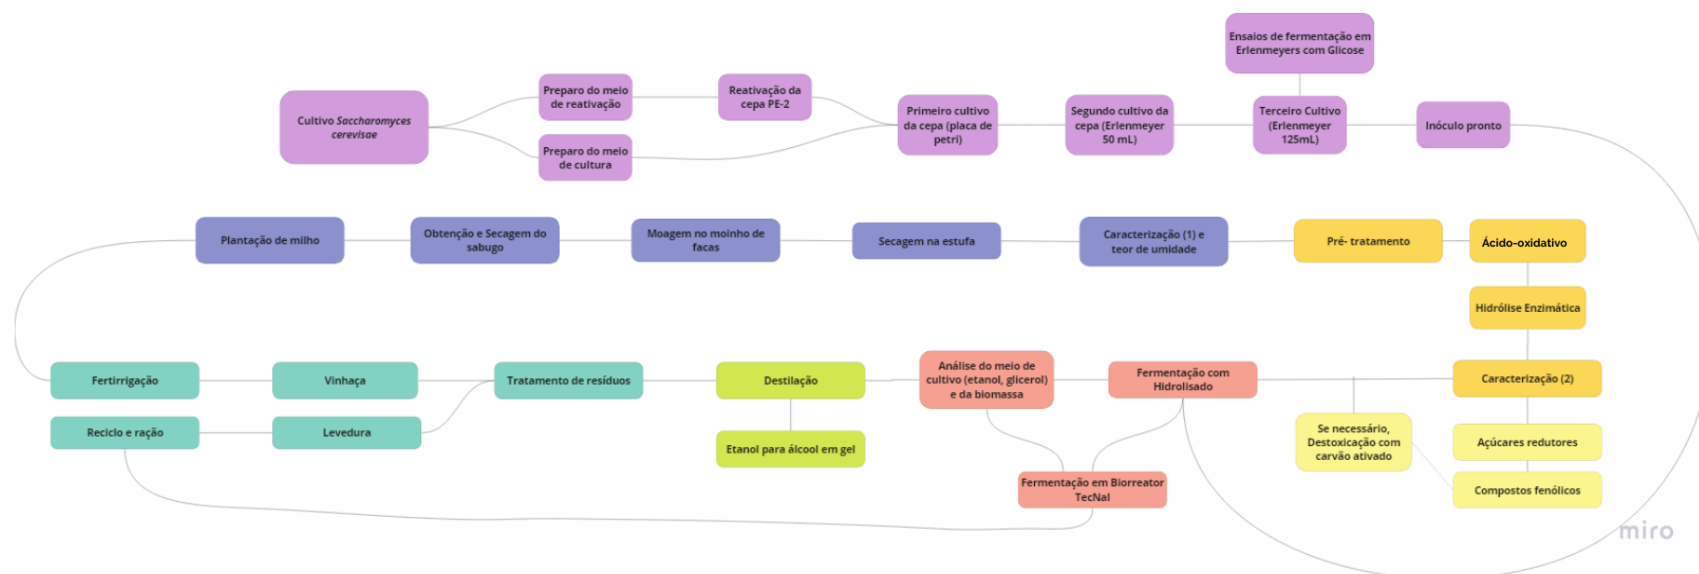 Ensaios de fermentação em
Erlenmeyers com Glicose
Cultivo Saccharomyces
cerevisae
Preparo do meio
de reativação
Reativação da
cepa PE-2
Preparo do meio
de cultura
Primeiro cultivo
da cepa (placa de
petri)
Segundo cultivo da
cepa (Erlenmeyer
50 mL)
Terceiro Cultivo
(Erlenmeyer
125mL)
Inóculo pronto
Plantação de milho
Obtenção e Secagem do
sabugo
Moagem no moinho de
facas
Secagem na estufa
Caracterização (1) e
teor de umidade
Pré- tratamento
Ácido-oxidativo
Hidrólise Enzimática
Fertirrigação
Vinhaça
Tratamento de resíduos
Destilação
Análise do meio de
cultivo (etanol, glicerol)
e da biomassa
Fermentação com
Hidrolisado
Caracterização (2)
Reciclo e ração
Levedura
Etanol para álcool em gel
Se necessário,
Destoxicação com
carvão ativado
Açúcares redutores
Fermentação em Biorreator
TecNal
Compostos fenólicos
miro